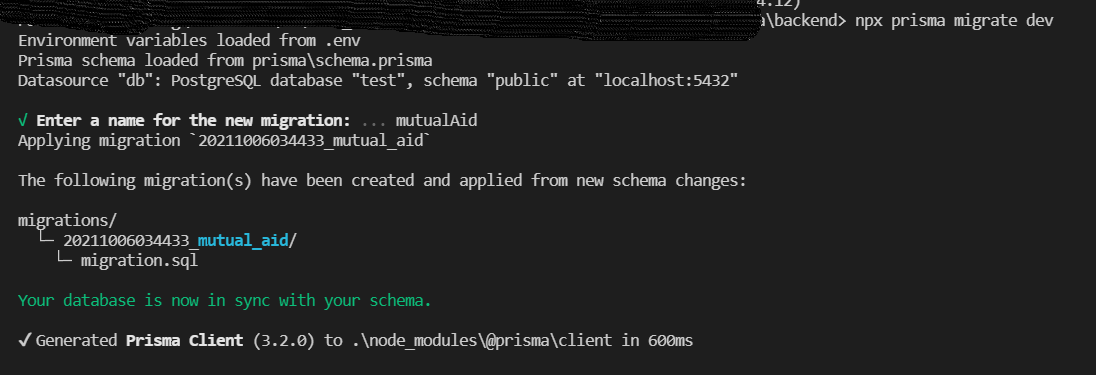 4.12)
a\backend> npx prisma migrate dev
Environment variables loaded from .env
Prisma schema loaded from prisma\schema.prisma
Datasource "db": PostgreSQL database "test", schema "public" at "localhost:5432"
√ Enter a name for the new migration: ... mutualAid
Applying migration `20211006034433_mutual_aid`
The following migration(s) have been created and applied from new schema changes:
migrations/
└─ 20211006034433_mutual_aid/
└─ migration.sql
Your database is now in sync with your schema.
✔ Generated Prisma Client (3.2.0) to .\node_modules\@prisma\client in 600ms